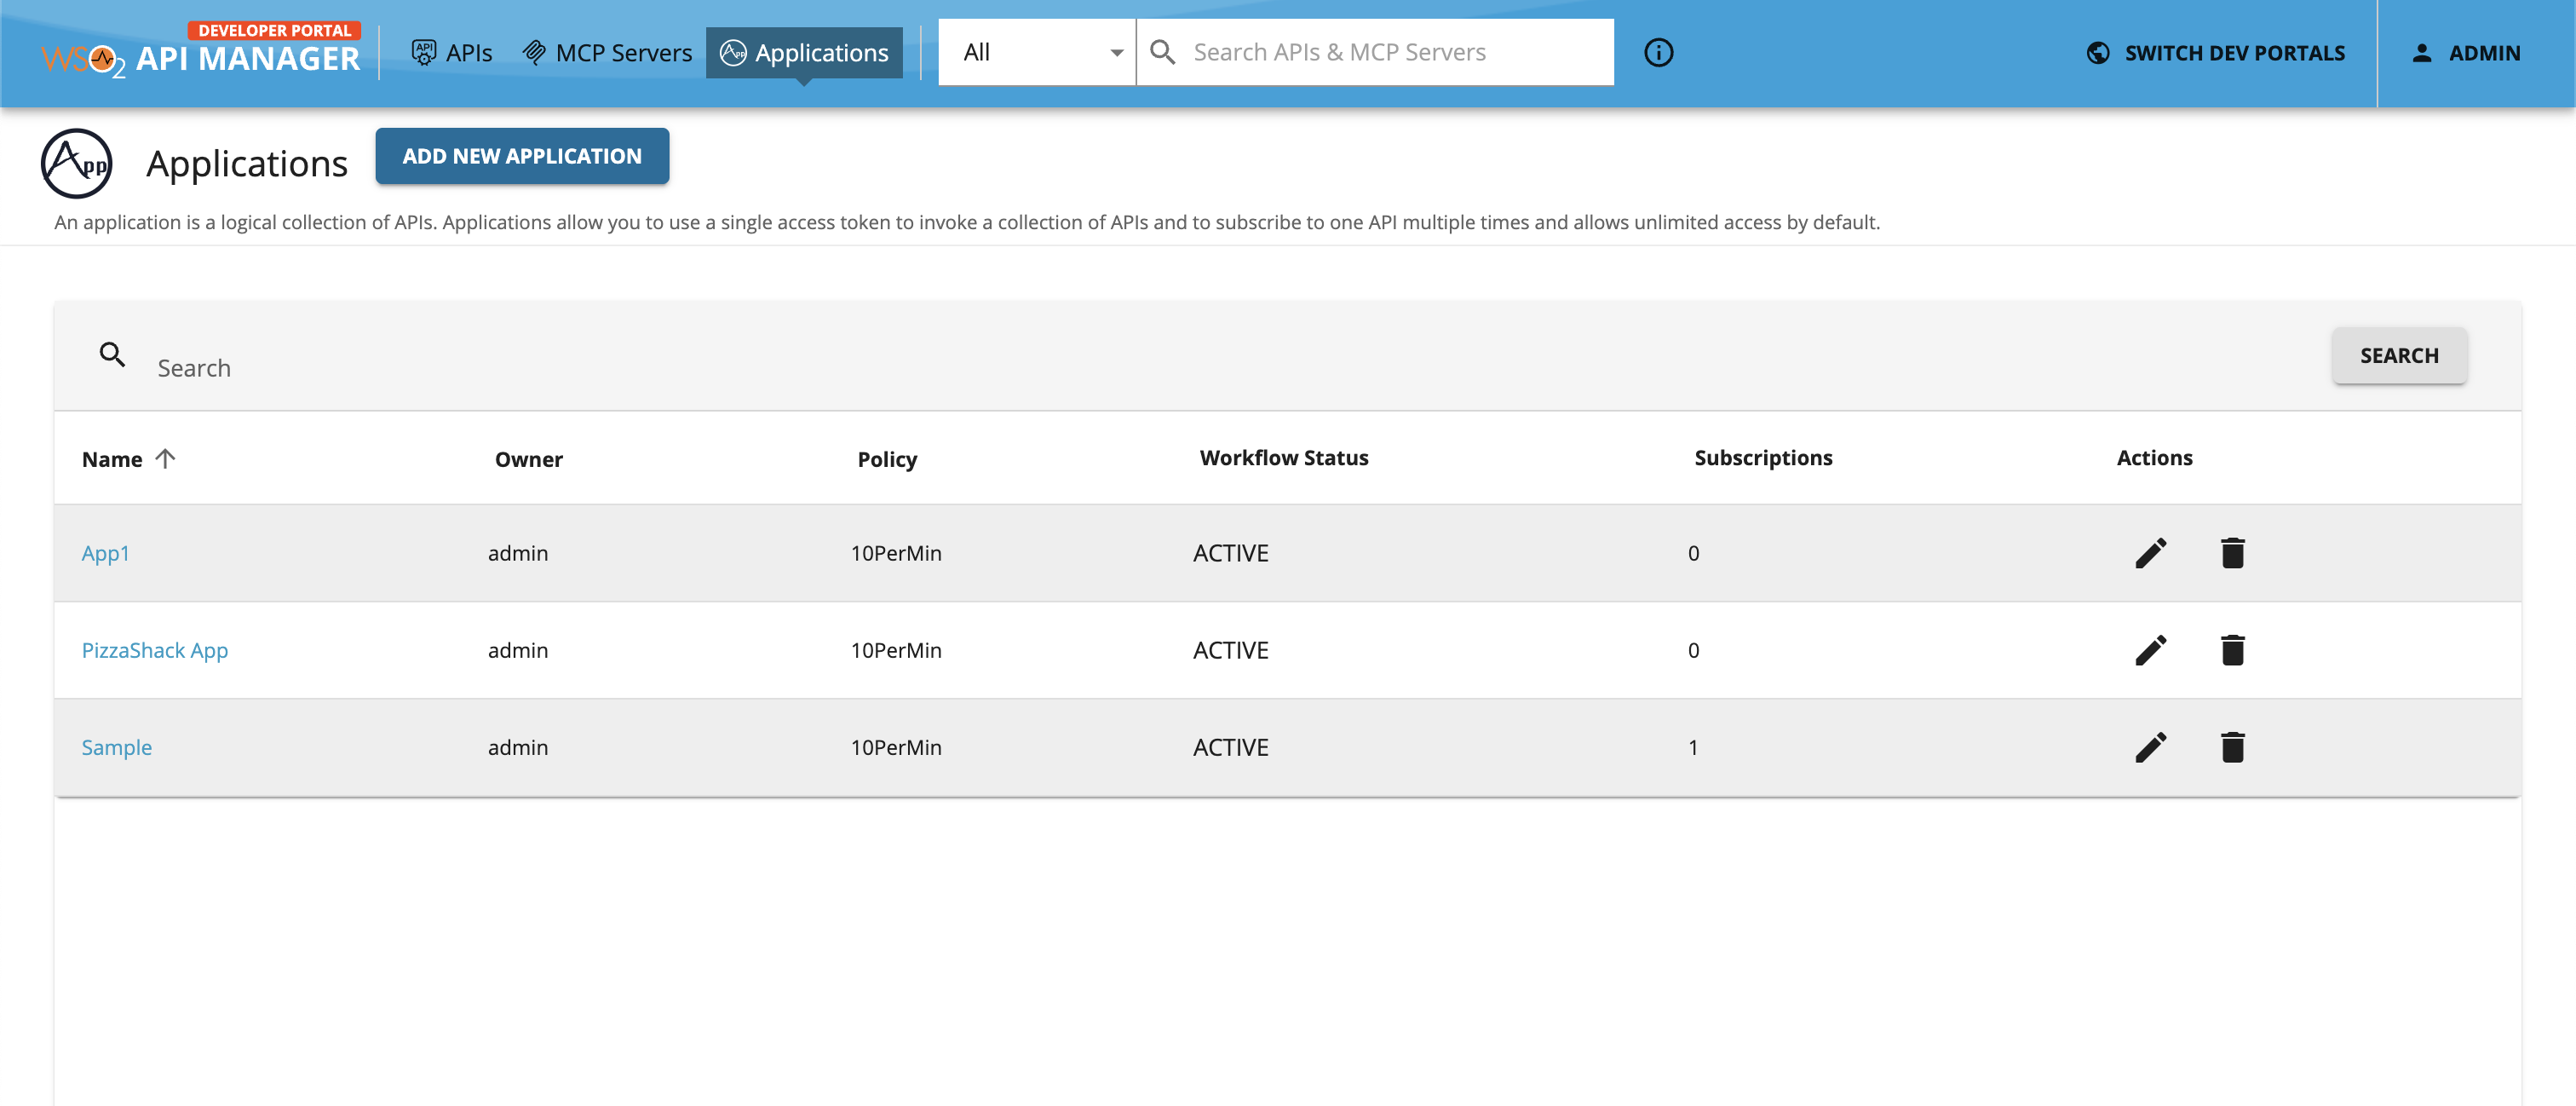 DEVELOPER PORTAL
WSO2 API MANAGER
API APIs MCP Servers App Applications All Search APIs & MCP Servers SWITCH DEV PORTALS ADMIN
App Applications ADD NEW APPLICATION
An application is a logical collection of APIs. Applications allow you to use a single access token to invoke a collection of APIs and to subscribe to one API multiple times and allows unlimited access by default.
Search SEARCH
Name Owner Policy Workflow Status Subscriptions Actions
App1 admin 10PerMin ACTIVE 0
PizzaShack App admin 10PerMin ACTIVE 0
Sample admin 10PerMin ACTIVE 1